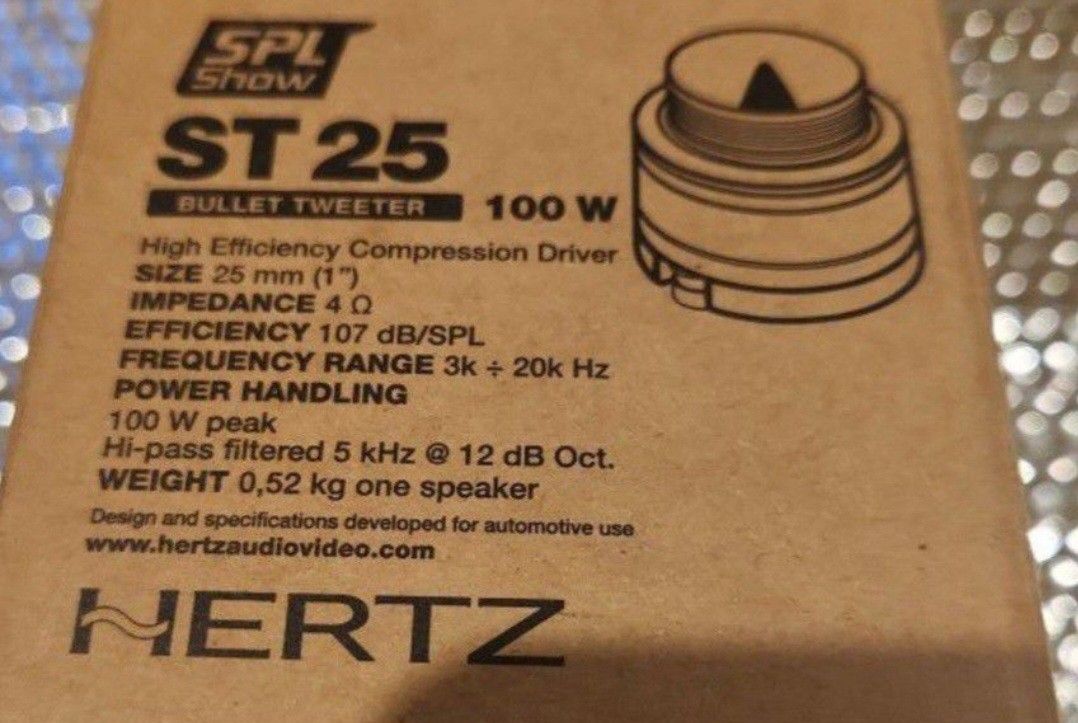 SPL
Show
ST 25
BULLET TWEETER 100 W
High Efficiency Compression Driver
SIZE 25 mm (1")
IMPEDANCE 4 Ω
EFFICIENCY 107 dB/SPL
FREQUENCY RANGE 3k ÷ 20k Hz
POWER HANDLING
100 W peak
Hi-pass filtered 5 kHz @ 12 dB Oct.
WEIGHT 0,52 kg one speaker
Design and specifications developed for automotive use
www.hertzaudiovideo.com
HERTZ